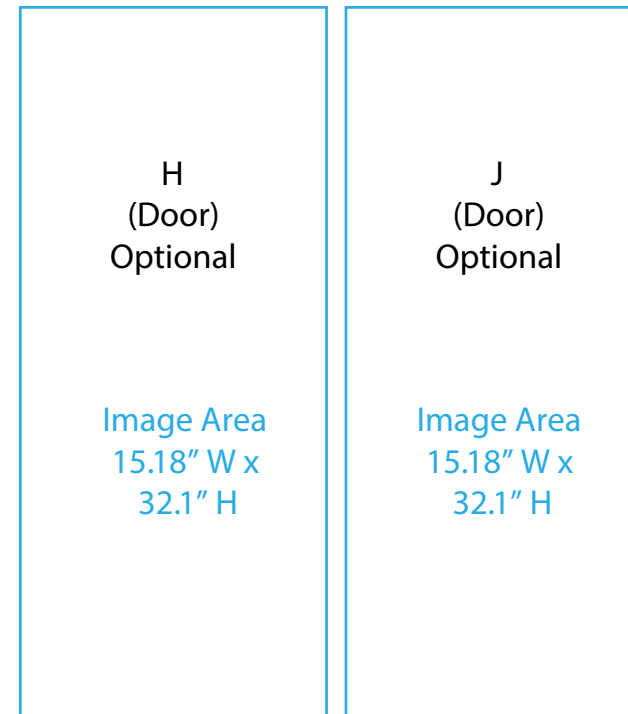 H
(Door)
Optional
Image Area
15.18” W x
32.1” H
J
(Door)
Optional
Image Area
15.18” W x
32.1” H